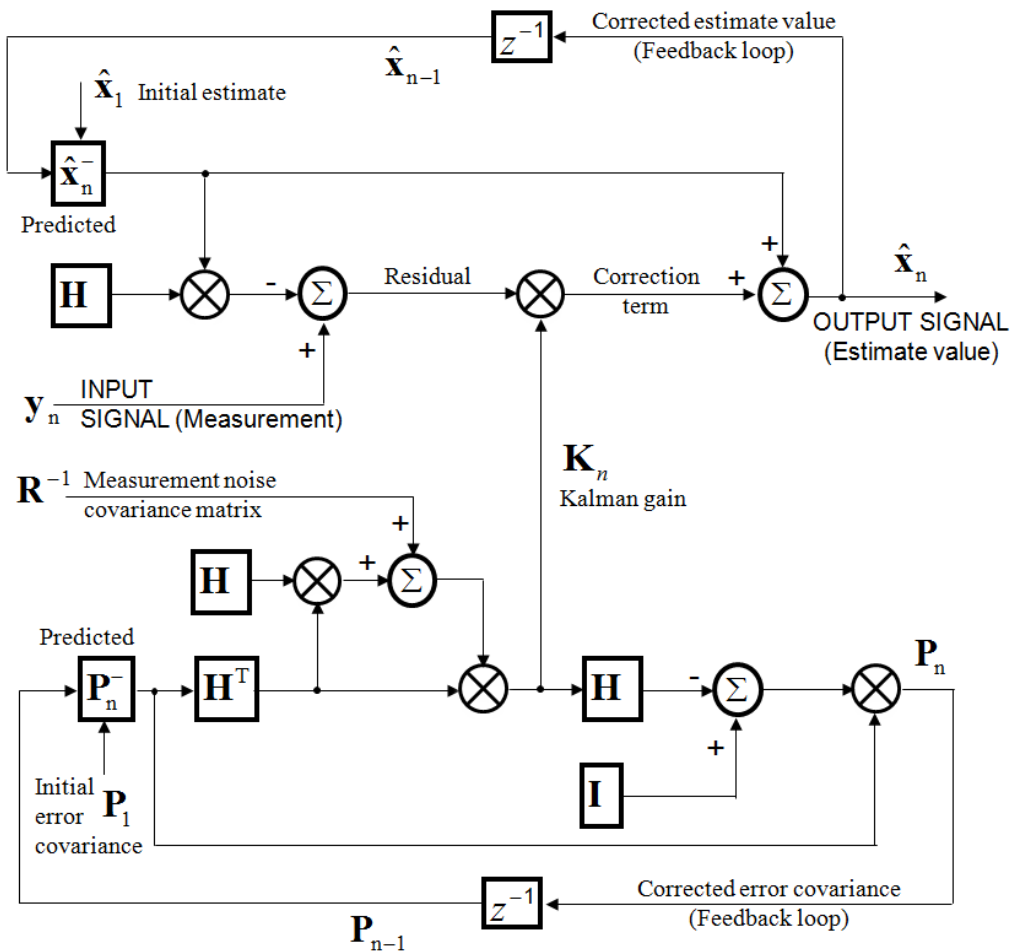 z⁻¹
Corrected estimate value
(Feedback loop)
x̂ₙ₋₁
x̂₁ Initial estimate
x̂ₙ⁻
Predicted
H
-
Σ
+
Residual
Correction
term
+
+
Σ
x̂ₙ
OUTPUT SIGNAL
(Estimate value)
yₙ INPUT
SIGNAL (Measurement)
Kₙ
Kalman gain
R⁻¹ Measurement noise
covariance matrix
+
H
+
Σ
Predicted
Pₙ⁻
Hᵀ
H
-
Σ
+
Pₙ
I
Initial
error P₁
covariance
z⁻¹
Corrected error covariance
(Feedback loop)
Pₙ₋₁